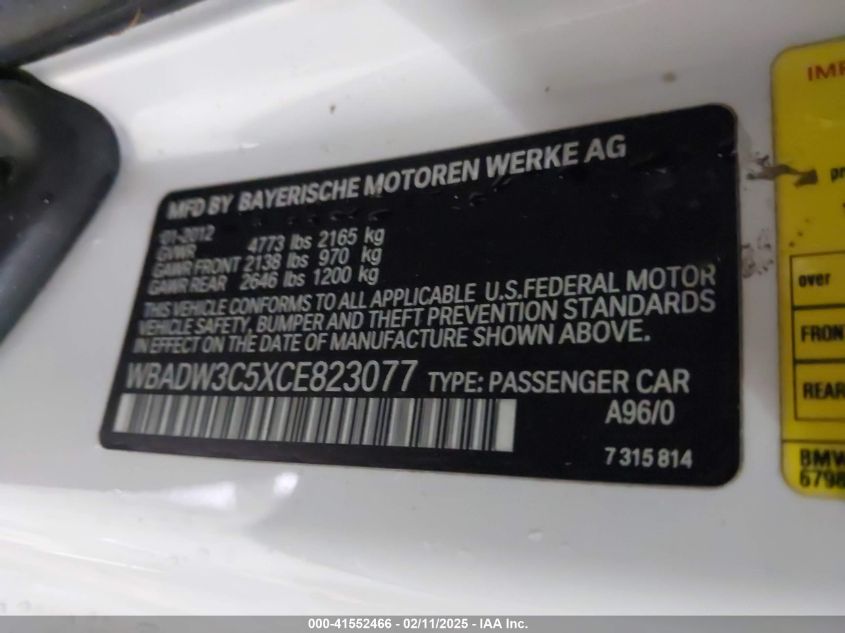 MFD BY BAYERISCHE MOTOREN WERKE AG
01-2012
GVWR 4773 lbs 2165 kg
GAWR FRONT 2138 lbs 970 kg
GAWR REAR 2646 lbs 1200 kg
THIS VEHICLE CONFORMS TO ALL APPLICABLE U.S.FEDERAL MOTOR
VEHICLE SAFETY, BUMPER AND THEFT PREVENTION STANDARDS
IN EFFECT ON THE DATE OF MANUFACTURE SHOWN ABOVE.
WBADW3C5XCE823077 TYPE: PASSENGER CAR
A96/0
7 315 814
IMP
pr
over
FRON
REAR
BMW
6798
000-41552466 - 02/11/2025 - IAA Inc.